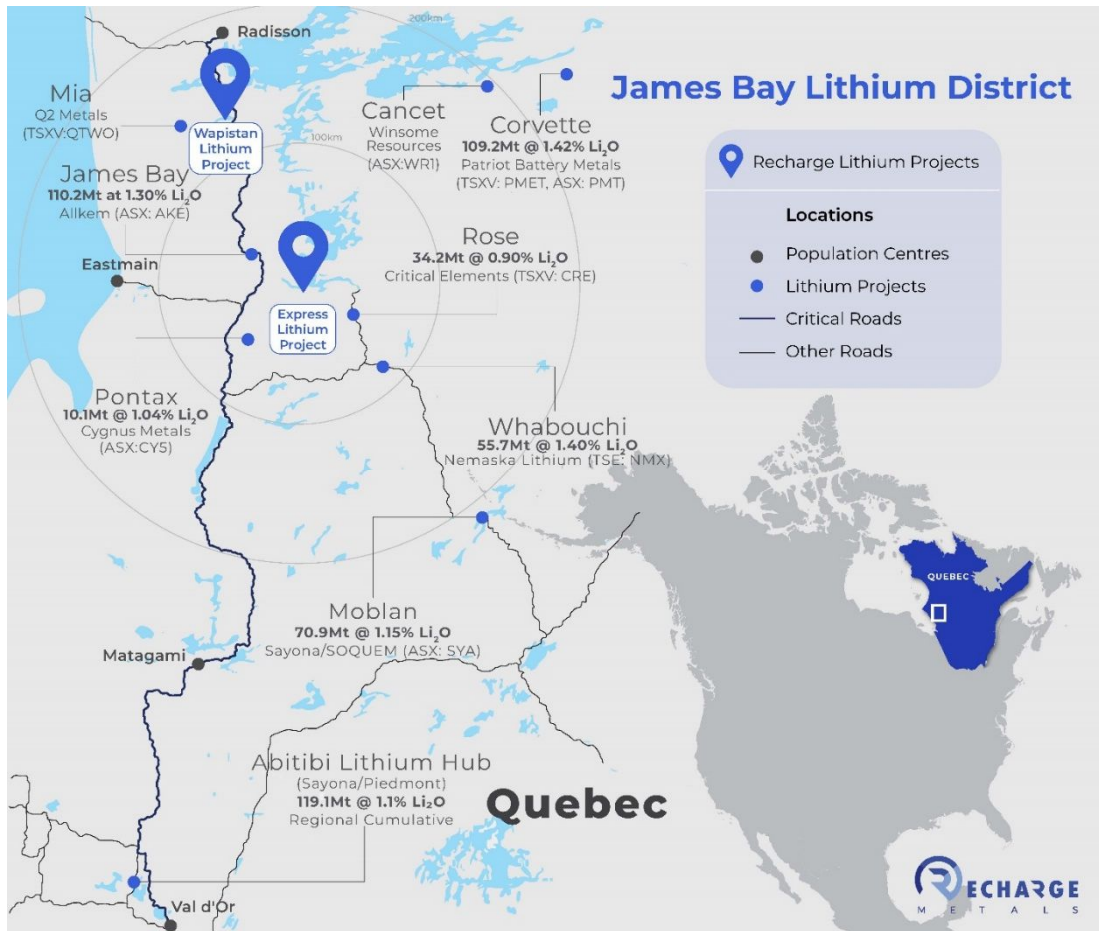 200km
Radisson
James Bay Lithium District
Mia
Q2 Metals
(TSXV:QTWO)
Wapistan
Lithium
Project
100km
Cancet
Winsome
Resources
(ASX:WR1)
Corvette
109.2Mt @ 1.42% Li₂O
Patriot Battery Metals
(TSXV: PMET, ASX: PMT)
Recharge Lithium Projects
Locations
Population Centres
Lithium Projects
Critical Roads
Other Roads
James Bay
110.2Mt at 1.30% Li₂O
Allkem (ASX: AKE)
Eastmain
Rose
34.2Mt @ 0.90% Li₂O
Critical Elements (TSXV: CRE)
Express
Lithium
Project
Pontax
10.1Mt @ 1.04% Li₂O
Cygnus Metals
(ASX:CY5)
Whabouchi
55.7Mt @ 1.40% Li₂O
Nemaska Lithium (TSE: NMX)
QUEBEC
Moblan
70.9Mt @ 1.15% Li₂O
Sayona/SOQUEM (ASX: SYA)
Matagami
Abitibi Lithium Hub
(Sayona/Piedmont)
119.1Mt @ 1.1% Li₂O
Regional Cumulative
Quebec
Val d'Or
RECHARGE
METALS